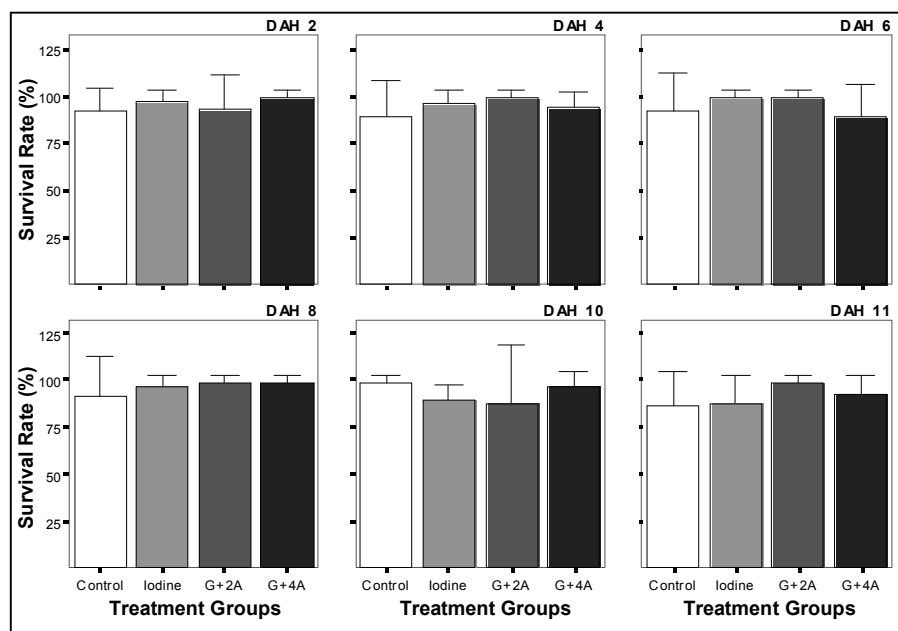 DAH 2
DAH 4
DAH 6
Survival Rate (%)
125
100
75
50
25
DAH 8
DAH 10
DAH 11
Survival Rate (%)
125
100
75
50
25
Control Iodine G+2A G+4A
Control Iodine G+2A G+4A
Control Iodine G+2A G+4A
Treatment Groups
Treatment Groups
Treatment Groups